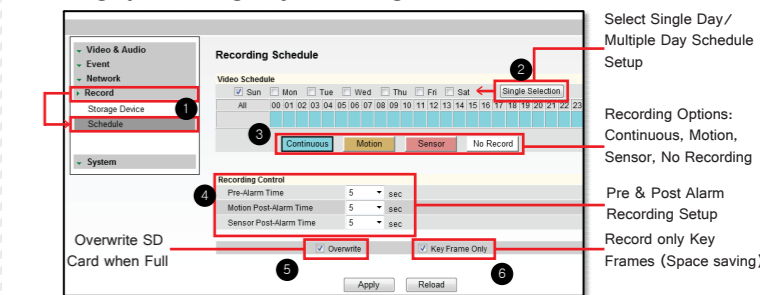 Video & Audio
Event
Network
Record
Storage Device
Schedule
System
1
Recording Schedule
Video Schedule
Sun Mon Tue Wed Thu Fri Sat Single Selection
2
All 00 01 02 03 04 05 06 07 08 09 10 11 12 13 14 15 16 17 18 19 20 21 22 23
3
Continuous Motion Sensor No Record
Recording Control
4
Pre-Alarm Time 5 sec
Motion Post-Alarm Time 5 sec
Sensor Post-Alarm Time 5 sec
Overwrite Key Frame Only
5
6
Apply Reload
Overwrite SD
Card when Full
Select Single Day/
Multiple Day Schedule
Setup
Recording Options:
Continuous, Motion,
Sensor, No Recording
Pre & Post Alarm
Recording Setup
Record only Key
Frames (Space saving)